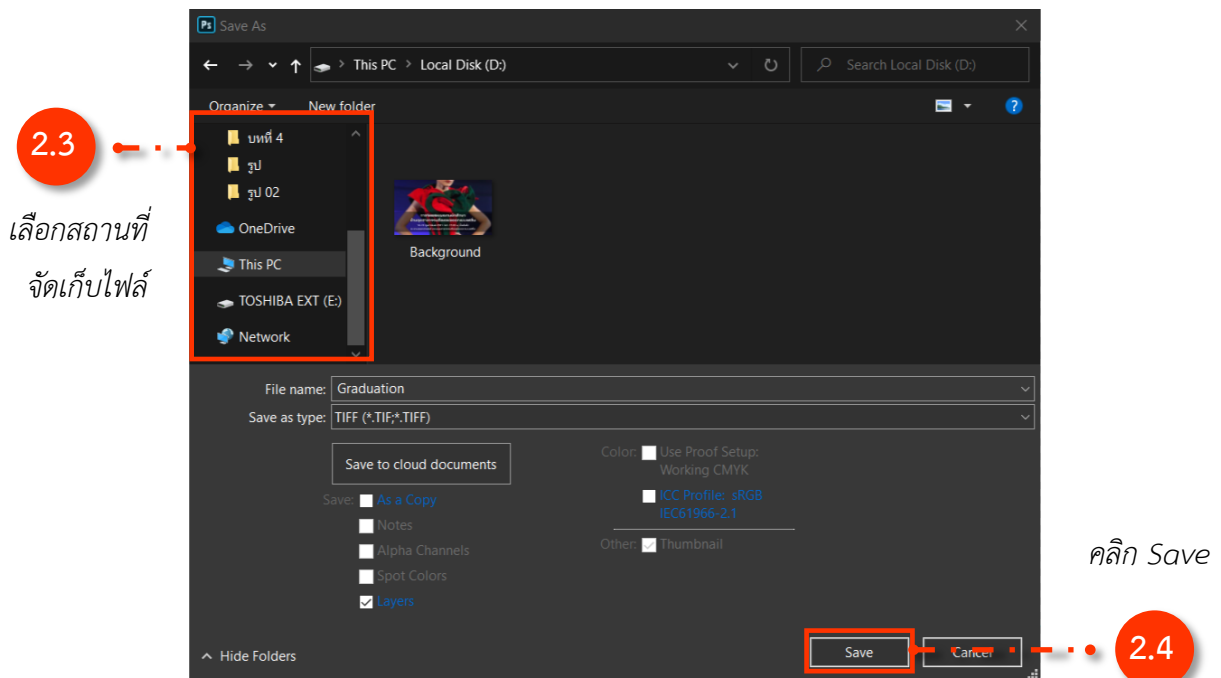 Ps Save As
This PC > Local Disk (D:)
Search Local Disk (D:)
Organize
New folder
2.3
เลือกสถานที่
จัดเก็บไฟล์
บทที่ 4
รูป
รูป 02
OneDrive
This PC
TOSHIBA EXT (E:)
Network
Background
File name: Graduation
Save as type: TIFF (*.TIF;*.TIFF)
Save to cloud documents
Save: As a Copy
Notes
Alpha Channels
Spot Colors
Layers
Color: Use Proof Setup:
Working CMYK
ICC Profile: sRGB
IEC61966-2.1
Other: Thumbnail
Hide Folders
Save
Cancel
คลิก Save
2.4